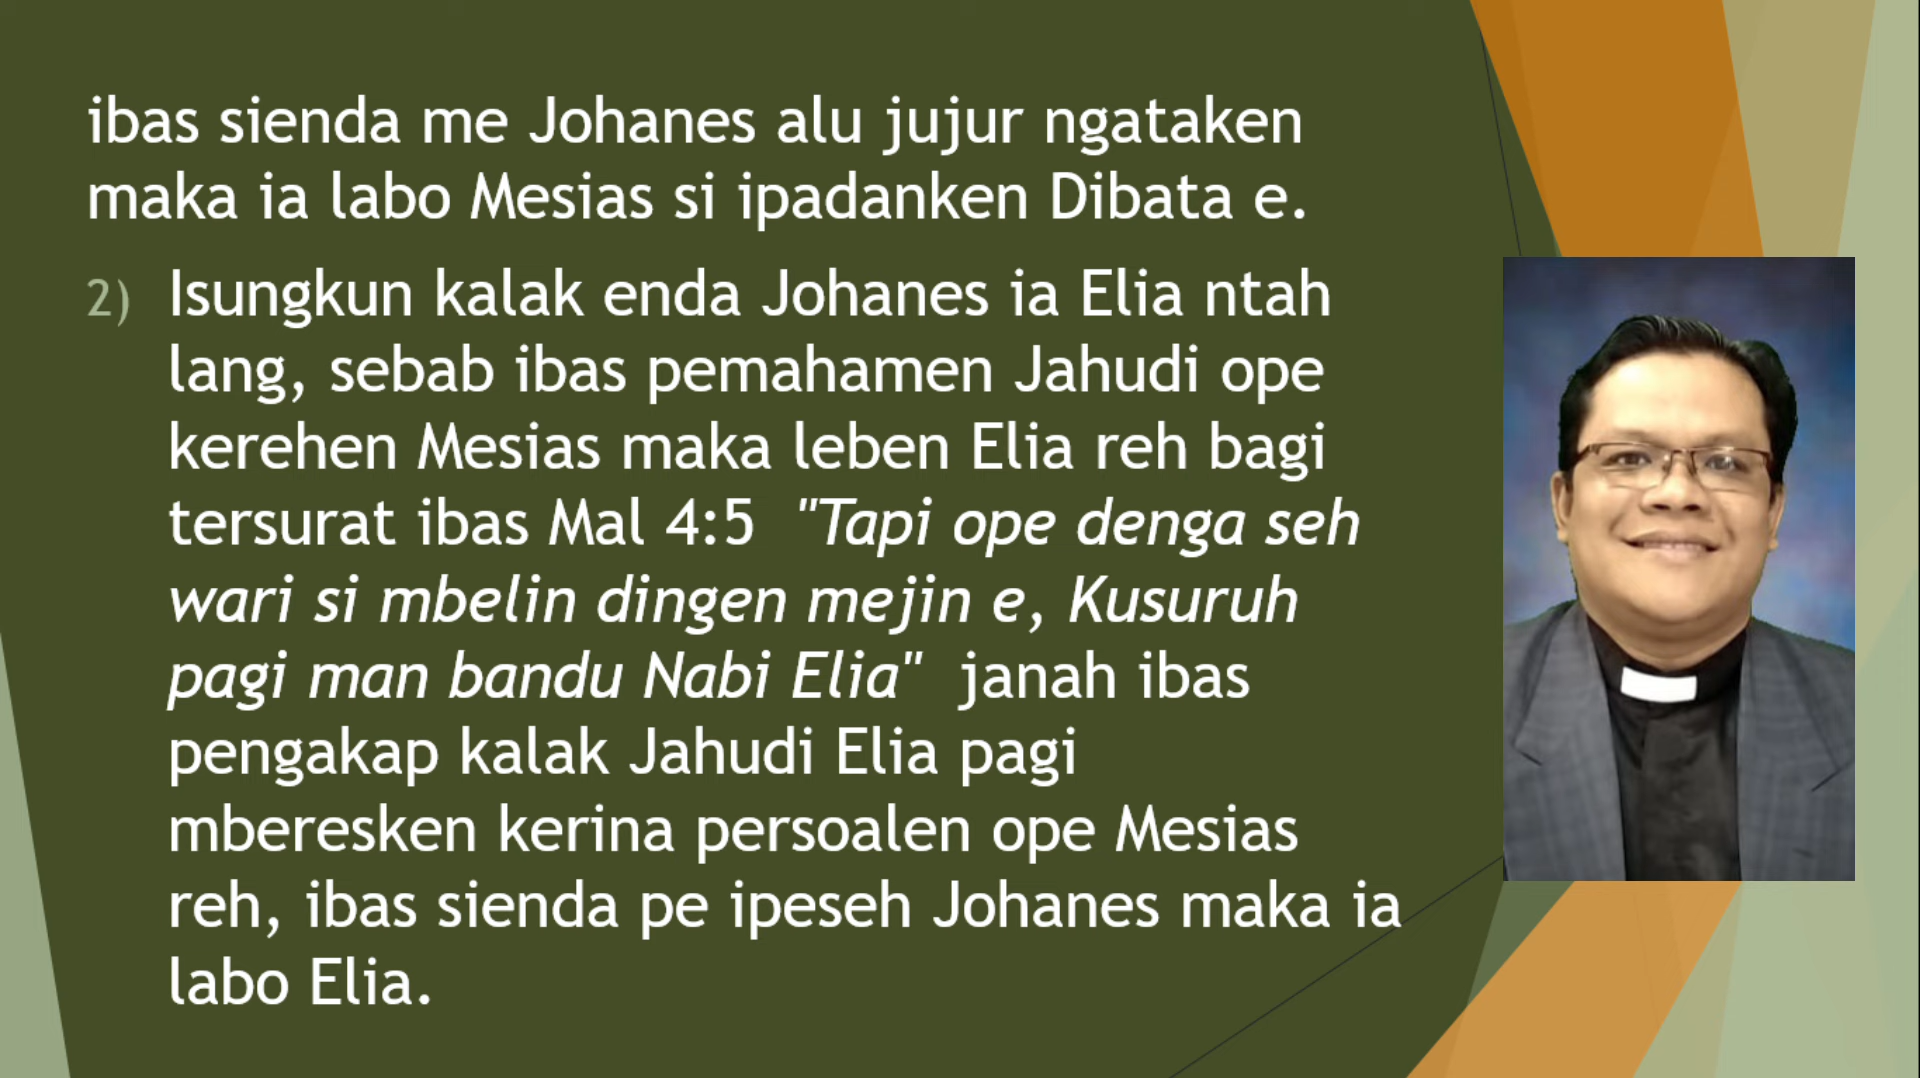 ibas sienda me Johanes alu jujur ngataken
maka ia labo Mesias si ipadanken Dibata e.
2) Isungkun kalak enda Johanes ia Elia ntah
lang, sebab ibas pemahamen Jahudi ope
kerehen Mesias maka leben Elia reh bagi
tersurat ibas Mal 4:5 "Tapi ope denga seh
wari si mbelin dingen mejin e, Kusuruh
pagi man bandu Nabi Elia" janah ibas
pengakap kalak Jahudi Elia pagi
mberesken kerina persoalen ope Mesias
reh, ibas sienda pe ipeseh Johanes maka ia
labo Elia.